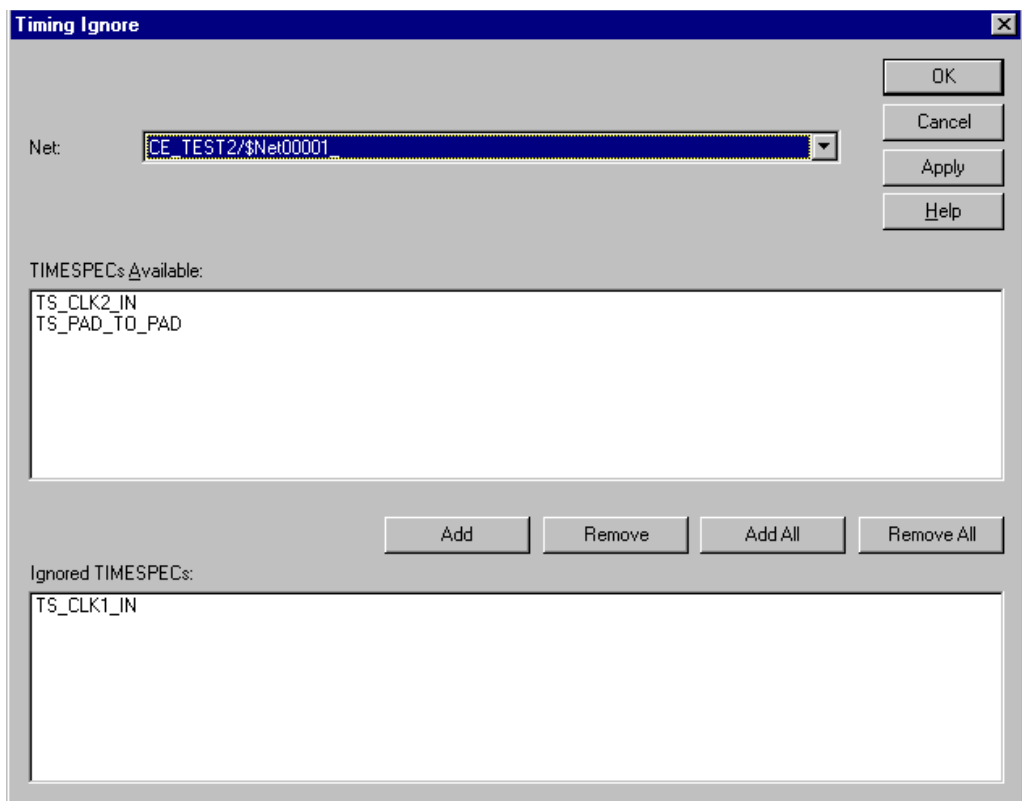 Timing Ignore
OK
Cancel
Net: CE_TEST2/$Net00001_
Apply
Help
TIMESPECs Available:
TS_CLK2_IN
TS_PAD_TO_PAD
Add Remove Add All Remove All
Ignored TIMESPECs:
TS_CLK1_IN